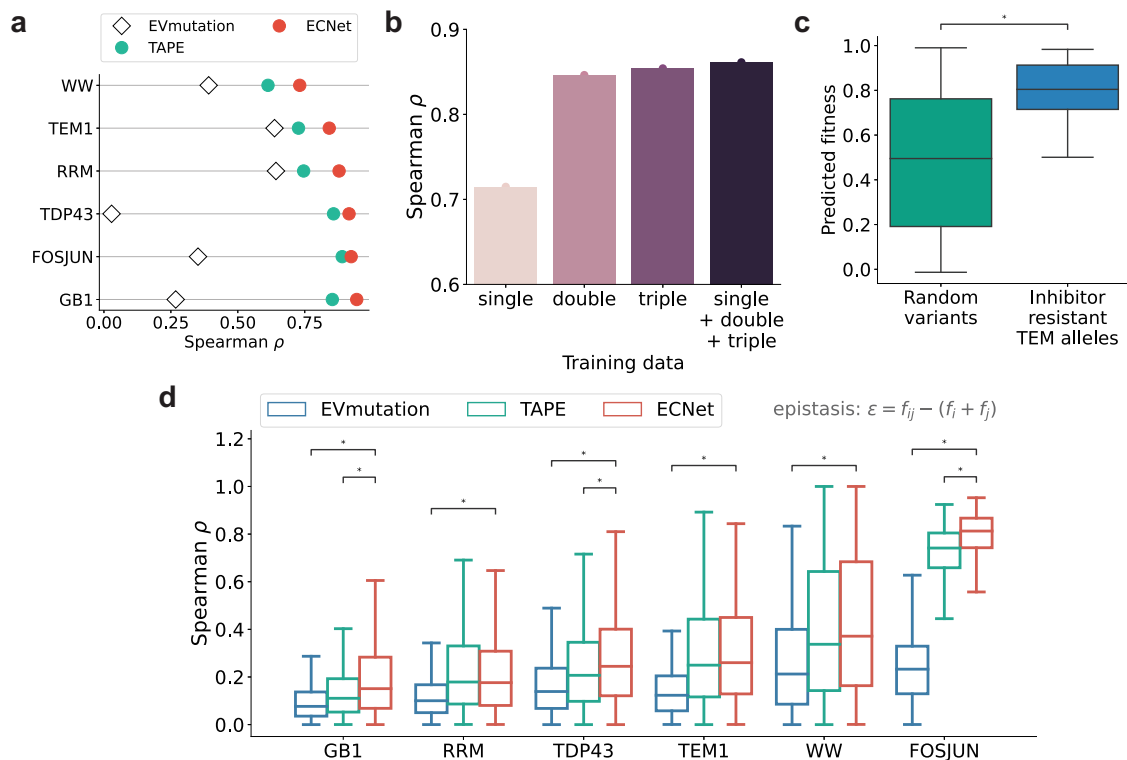 a
EVmutation
ECNet
TAPE
WW
TEM1
RRM
TDP43
FOSJUN
GB1
0.00 0.25 0.50 0.75
Spearman ρ
b
Spearman ρ
0.9
0.8
0.7
0.6
single double triple single
+ double
+ triple
Training data
c
*
Predicted fitness
1.0
0.8
0.6
0.4
0.2
0.0
Random
variants
Inhibitor
resistant
TEM alleles
d
EVmutation TAPE ECNet
epistasis: ε = f_ij − (f_i + f_j)
Spearman ρ
1.2
1.0
0.8
0.6
0.4
0.2
0.0
* * * * * * * * *
GB1 RRM TDP43 TEM1 WW FOSJUN